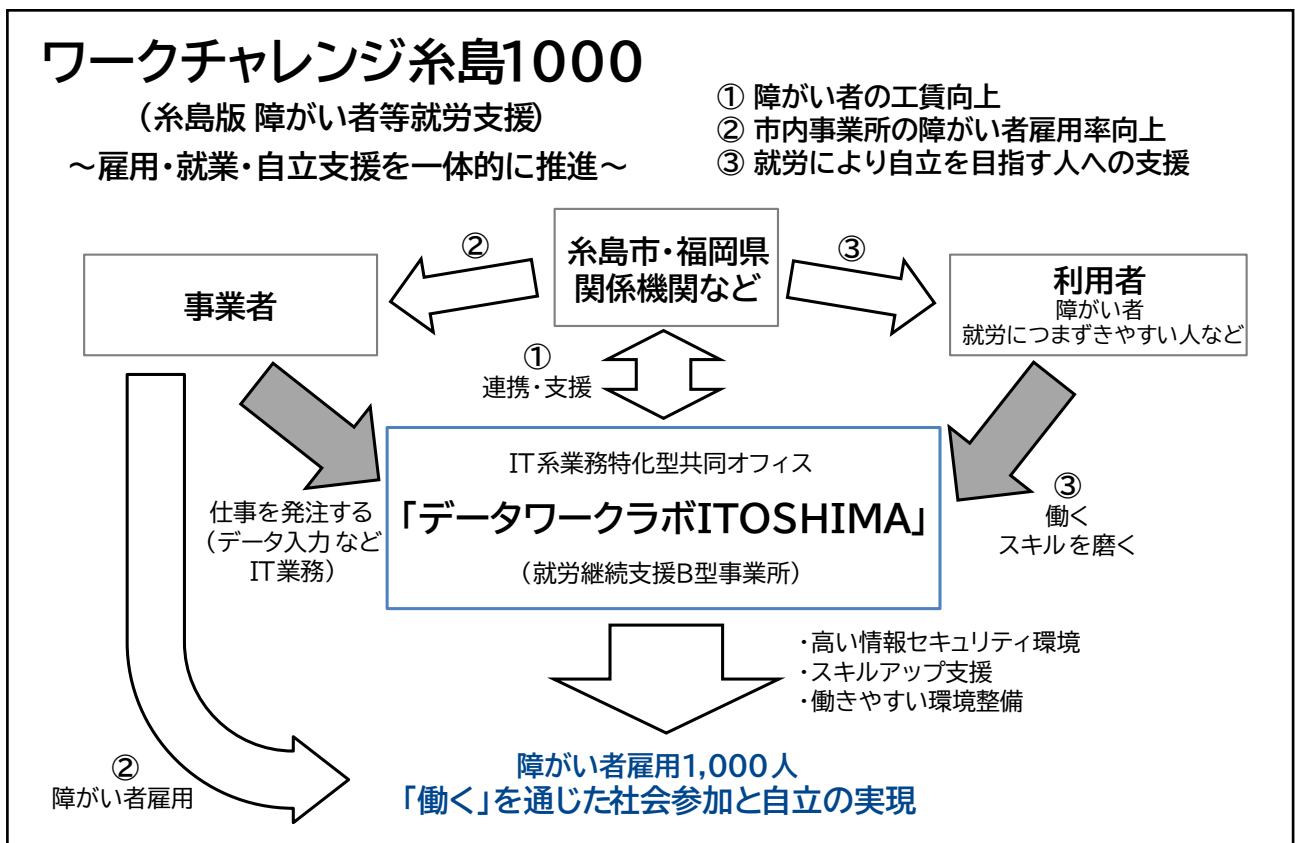 ワークチャレンジ糸島1000
（糸島版 障がい者等就労支援）
～雇用・就業・自立支援を一体的に推進～
① 障がい者の工賃向上
② 市内事業所の障がい者雇用率向上
③ 就労により自立を目指す人への支援
②
糸島市・福岡県
関係機関など
③
事業者
利用者
障がい者
就労につまずきやすい人など
①
連携・支援
IT系業務特化型共同オフィス
「データワークラボITOSHIMA」
（就労継続支援B型事業所）
仕事を発注する
（データ入力など
IT業務）
③
働く
スキルを磨く
・高い情報セキュリティ環境
・スキルアップ支援
・働きやすい環境整備
②
障がい者雇用
障がい者雇用1,000人
「働く」を通じた社会参加と自立の実現